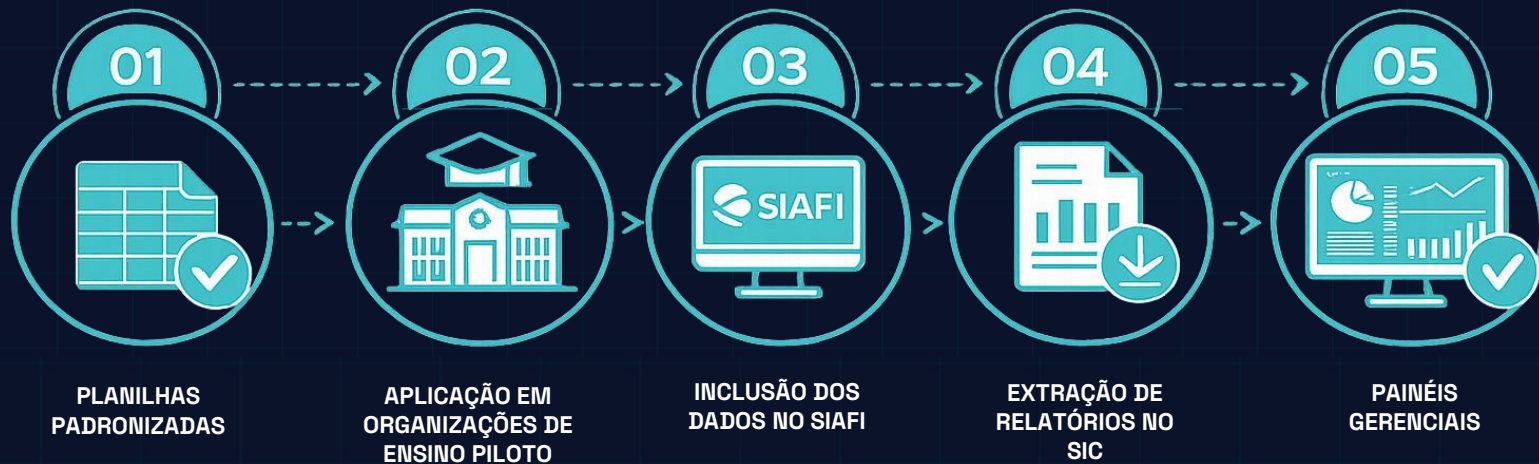 01
02
03
04
05
SIAFI
PLANILHAS
PADRONIZADAS
APLICAÇÃO EM
ORGANIZAÇÕES DE
ENSINO PILOTO
INCLUSÃO DOS
DADOS NO SIAFI
EXTRAÇÃO DE
RELATÓRIOS NO
SIC
PAINÉIS
GERENCIAIS